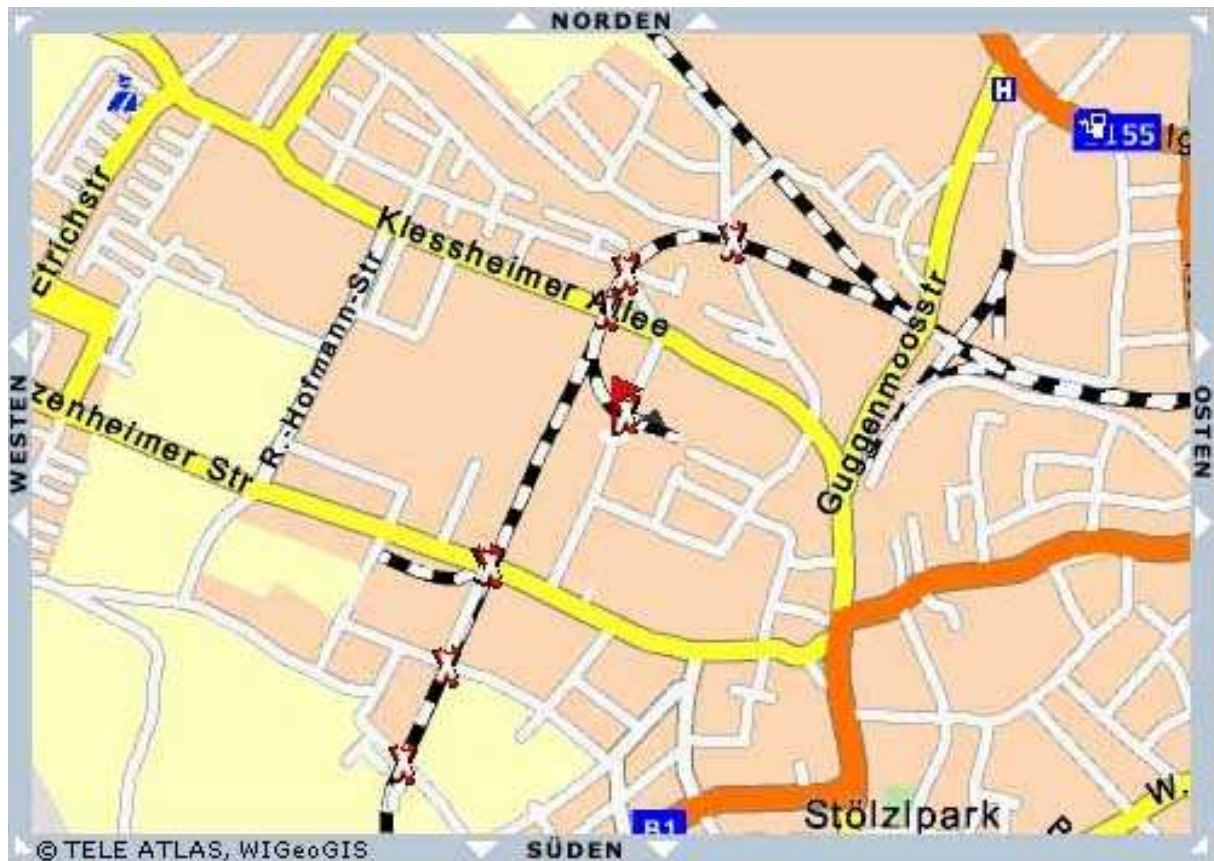 NORDEN
H
155
Etrichstr
Klessheimer Allee
R.-Hofmann-Str
Guggenmoosstr
WESTEN
OSTEN
zenheimer Str
Stölzlpark
W.
B1
© TELE ATLAS, WIGeoGIS
SÜDEN